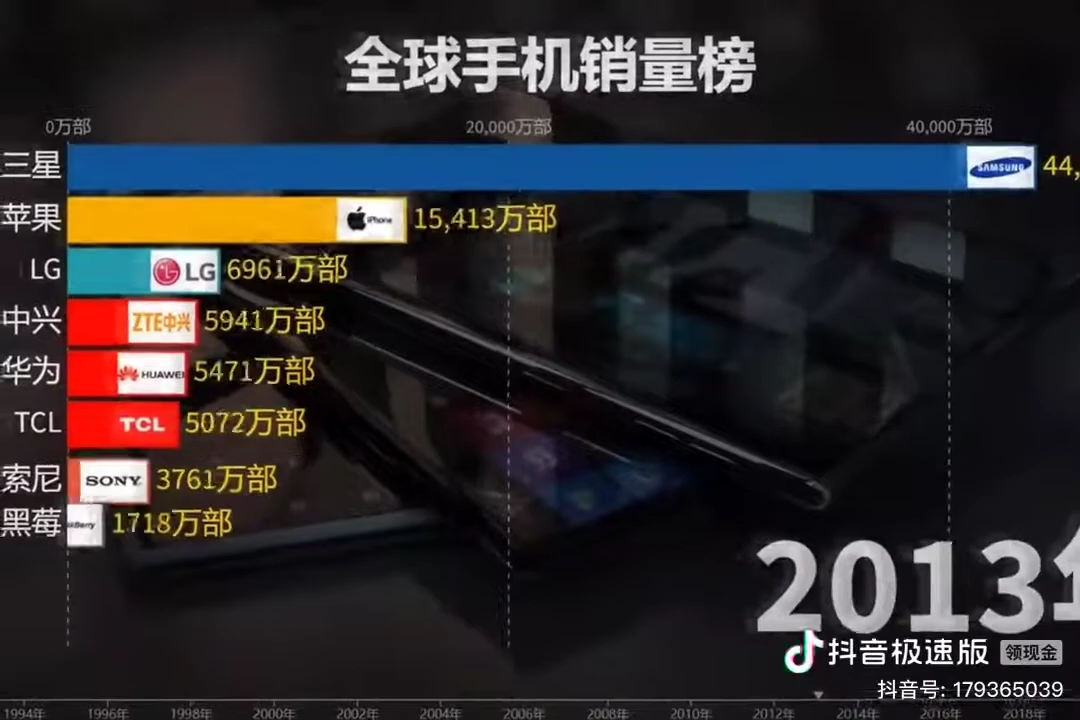 全球手机销量榜
0万部 20,000万部 40,000万部
三星 SAMSUNG 44,
苹果 iPhone 15,413万部
LG LG 6961万部
中兴 ZTE中兴 5941万部
华为 HUAWEI 5471万部
TCL TCL 5072万部
索尼 SONY 3761万部
黑莓 Berry 1718万部
2013年
抖音极速版 领现金
抖音号: 179365039
1994年 1996年 1998年 2000年 2002年 2004年 2006年 2008年 2010年 2012年 2014年 2016年 2018年